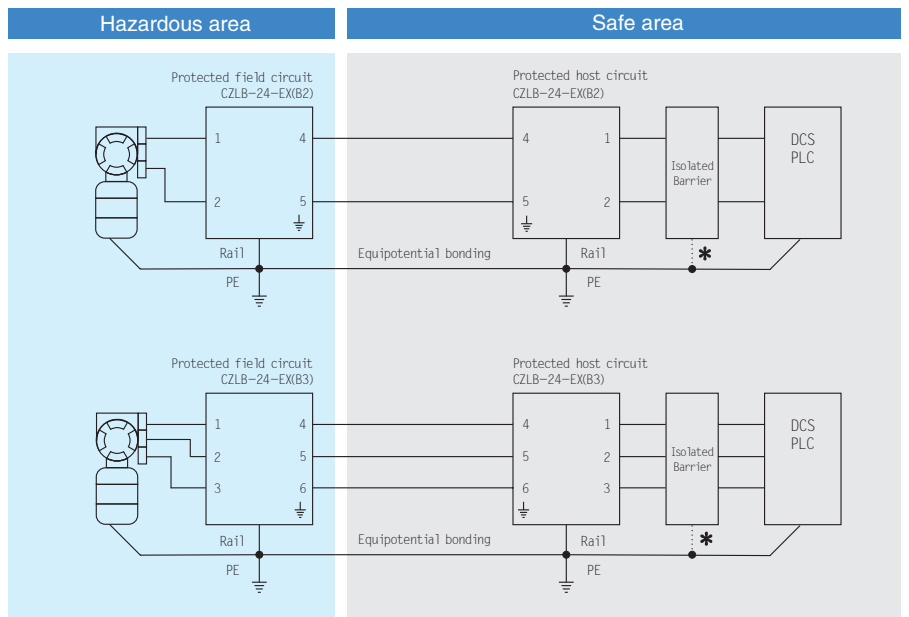 Hazardous area
Safe area
Protected field circuit
CZLB-24-EX(B2)
Protected host circuit
CZLB-24-EX(B2)
1
4
4
1
DCS
PLC
Isolated
Barrier
2
5
5
2
Rail
Equipotential bonding
Rail
*
PE
PE
Protected field circuit
CZLB-24-EX(B3)
Protected host circuit
CZLB-24-EX(B3)
1
4
4
1
DCS
PLC
2
5
5
2
Isolated
Barrier
3
6
6
3
Rail
Equipotential bonding
Rail
*
PE
PE